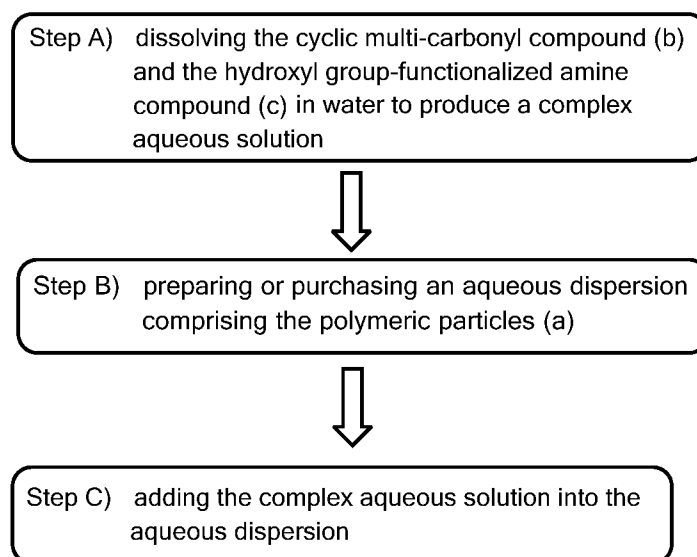 Step A) dissolving the cyclic multi-carbonyl compound (b)
and the hydroxyl group-functionalized amine
compound (c) in water to produce a complex
aqueous solution
Step B) preparing or purchasing an aqueous dispersion
comprising the polymeric particles (a)
Step C) adding the complex aqueous solution into the
aqueous dispersion